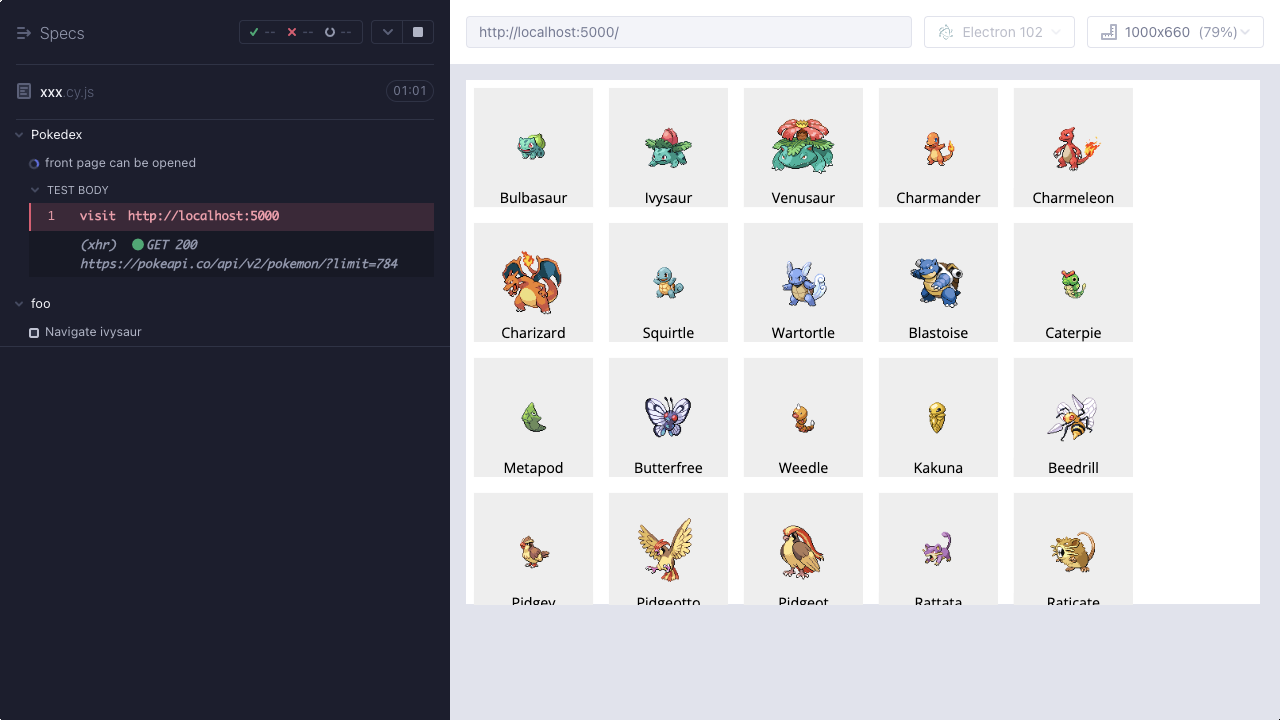 Specs
--
--
--
http://localhost:5000/
Electron 102
1000x660 (79%)
xxx.cy.js
01:01
Pokedex
front page can be opened
TEST BODY
1 visit http://localhost:5000
(xhr) GET 200
https://pokeapi.co/api/v2/pokemon/?limit=784
foo
Navigate ivysaur
Bulbasaur
Ivysaur
Venusaur
Charmander
Charmeleon
Charizard
Squirtle
Wartortle
Blastoise
Caterpie
Metapod
Butterfree
Weedle
Kakuna
Beedrill
Pidgey
Pidgeotto
Pidgeot
Rattata
Raticate